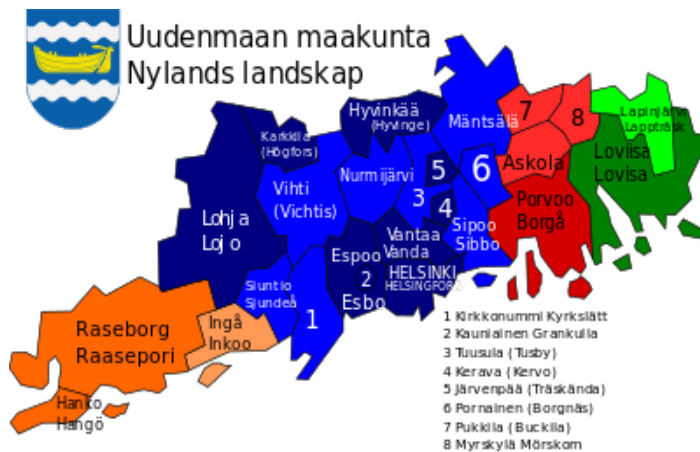 Uudenmaan maakunta
Nylands landskap
Hyvinkää
(Hyvinge)
Karkkila
(Högfors)
Mäntsälä
7
8
Lapinjärvi
Lappträsk
Loviisa
Lovisa
Nurmijärvi
5
6
Askola
Vihti
(Vichtis)
3
4
Porvoo
Borgå
Lohja
Lojo
Vantaa
Vanda
Sipoo
Sibbo
Espoo
2
Esbo
HELSINKI
HELSINGFORS
Siuntio
Sjundeå
1
Ingå
Inkoo
Raseborg
Raasepori
Hanko
Hangö
1 Kirkkonummi Kyrkslätt
2 Kauniainen Grankulla
3 Tuusula (Tusby)
4 Kerava (Kervo)
5 Järvenpää (Träskända)
6 Pornainen (Borgnäs)
7 Pukkila (Buckila)
8 Myrskylä Mörskom